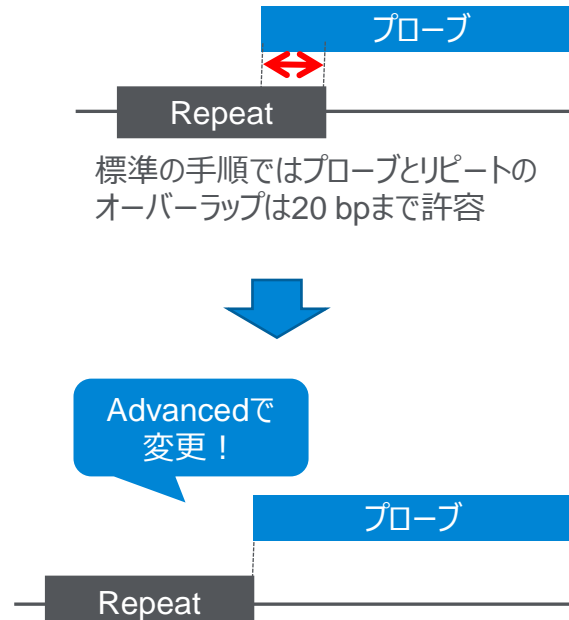 プローブ
Repeat
標準の手順ではプローブとリピートの
オーバーラップは20 bpまで許容
Advancedで
変更！
プローブ
Repeat